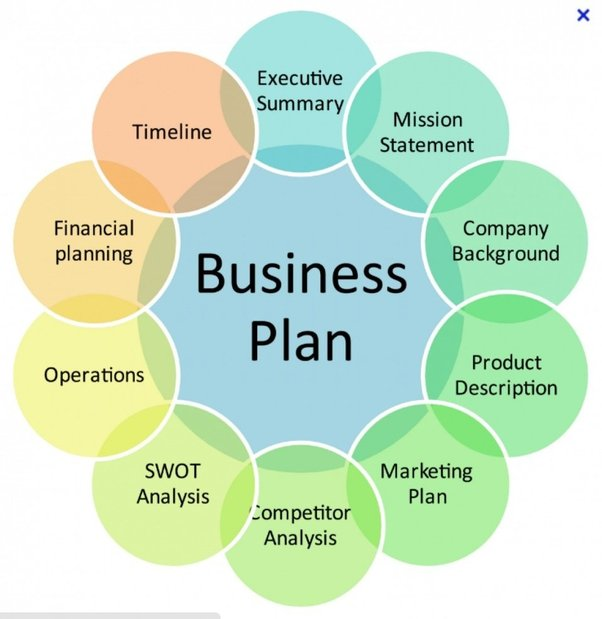 Executive
Summary
Mission
Statement
Company
Background
Product
Description
Marketing
Plan
Competitor
Analysis
SWOT
Analysis
Operations
Financial
planning
Timeline
Business
Plan